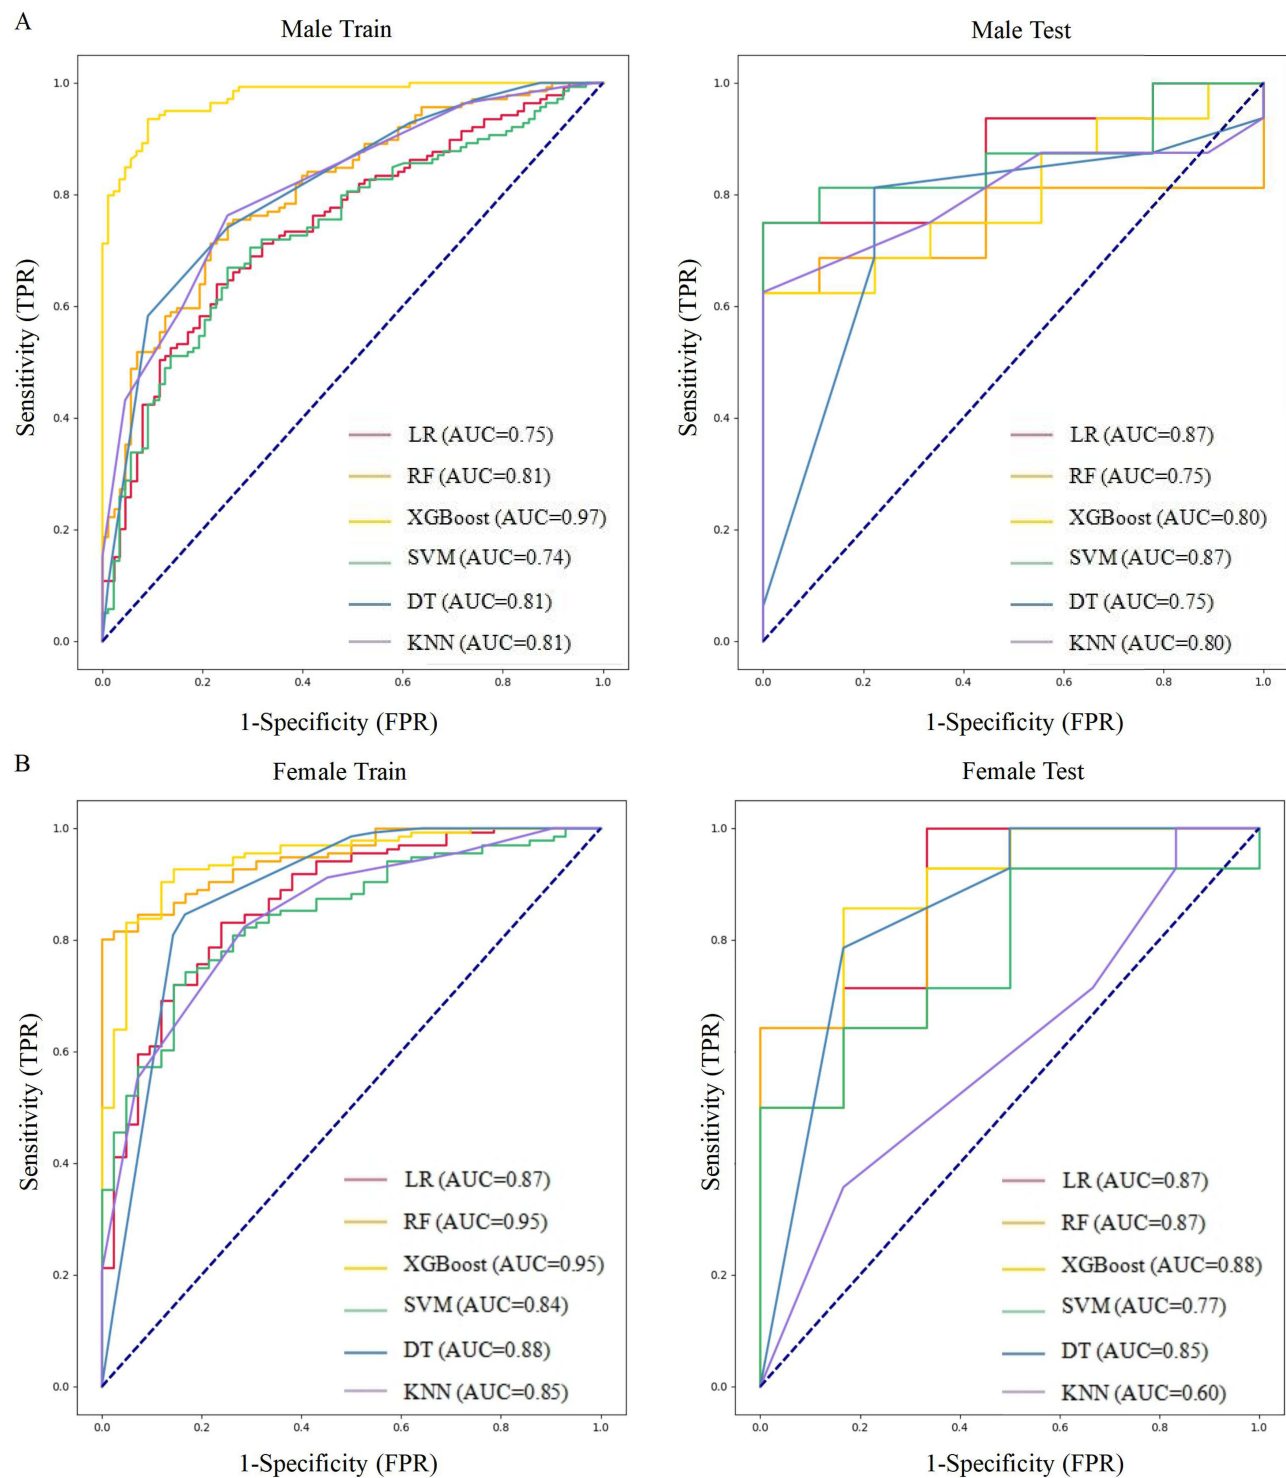 A
Male Train
Male Test
1.0
0.8
0.6
0.4
0.2
0.0
Sensitivity (TPR)
LR (AUC=0.75)
RF (AUC=0.81)
XGBoost (AUC=0.97)
SVM (AUC=0.74)
DT (AUC=0.81)
KNN (AUC=0.81)
0.0 0.2 0.4 0.6 0.8 1.0
1-Specificity (FPR)
1.0
0.8
0.6
0.4
0.2
0.0
Sensitivity (TPR)
LR (AUC=0.87)
RF (AUC=0.75)
XGBoost (AUC=0.80)
SVM (AUC=0.87)
DT (AUC=0.75)
KNN (AUC=0.80)
0.0 0.2 0.4 0.6 0.8 1.0
1-Specificity (FPR)
B
Female Train
Female Test
1.0
0.8
0.6
0.4
0.2
0.0
Sensitivity (TPR)
LR (AUC=0.87)
RF (AUC=0.95)
XGBoost (AUC=0.95)
SVM (AUC=0.84)
DT (AUC=0.88)
KNN (AUC=0.85)
0.0 0.2 0.4 0.6 0.8 1.0
1-Specificity (FPR)
1.0
0.8
0.6
0.4
0.2
0.0
Sensitivity (TPR)
LR (AUC=0.87)
RF (AUC=0.87)
XGBoost (AUC=0.88)
SVM (AUC=0.77)
DT (AUC=0.85)
KNN (AUC=0.60)
0.0 0.2 0.4 0.6 0.8 1.0
1-Specificity (FPR)